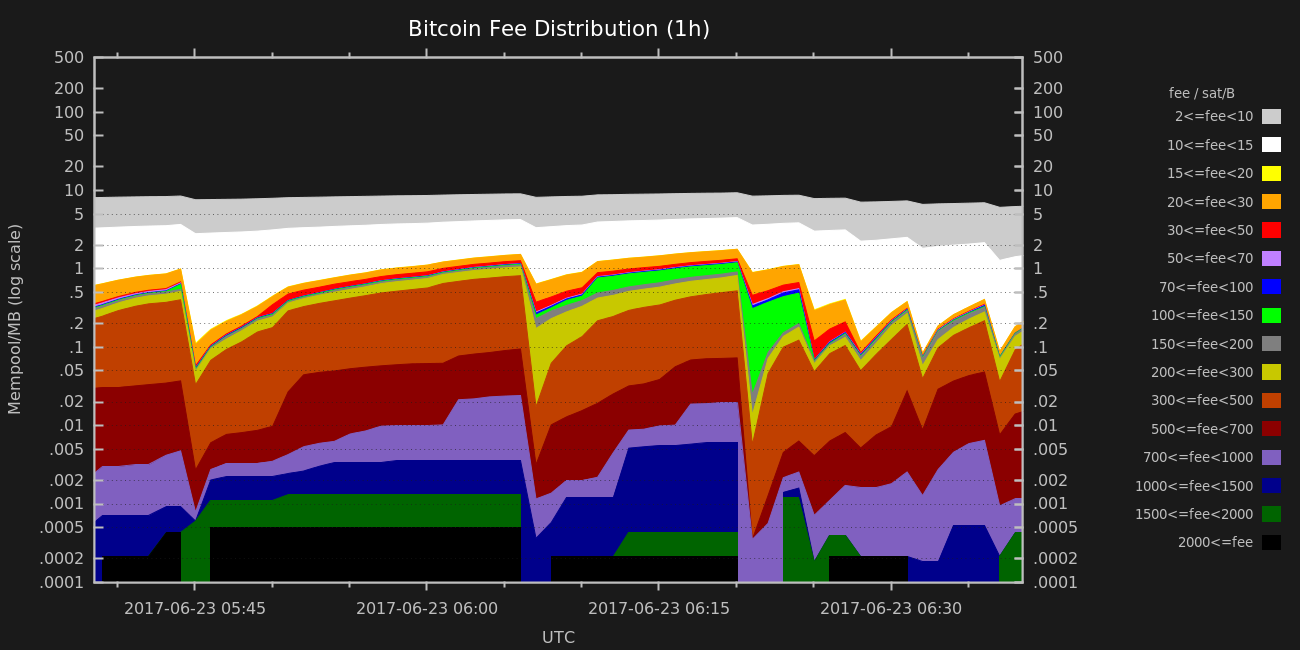 Bitcoin Fee Distribution (1h)
500 500
200 200
100 100
50 50
20 20
10 10
5 5
2 2
1 1
.5 .5
.2 .2
.1 .1
.05 .05
.02 .02
.01 .01
.005 .005
.002 .002
.001 .001
.0005 .0005
.0002 .0002
.0001 .0001
Mempool/MB (log scale)
2017-06-23 05:45 2017-06-23 06:00 2017-06-23 06:15 2017-06-23 06:30
UTC
fee / sat/B
2<=fee<10
10<=fee<15
15<=fee<20
20<=fee<30
30<=fee<50
50<=fee<70
70<=fee<100
100<=fee<150
150<=fee<200
200<=fee<300
300<=fee<500
500<=fee<700
700<=fee<1000
1000<=fee<1500
1500<=fee<2000
2000<=fee